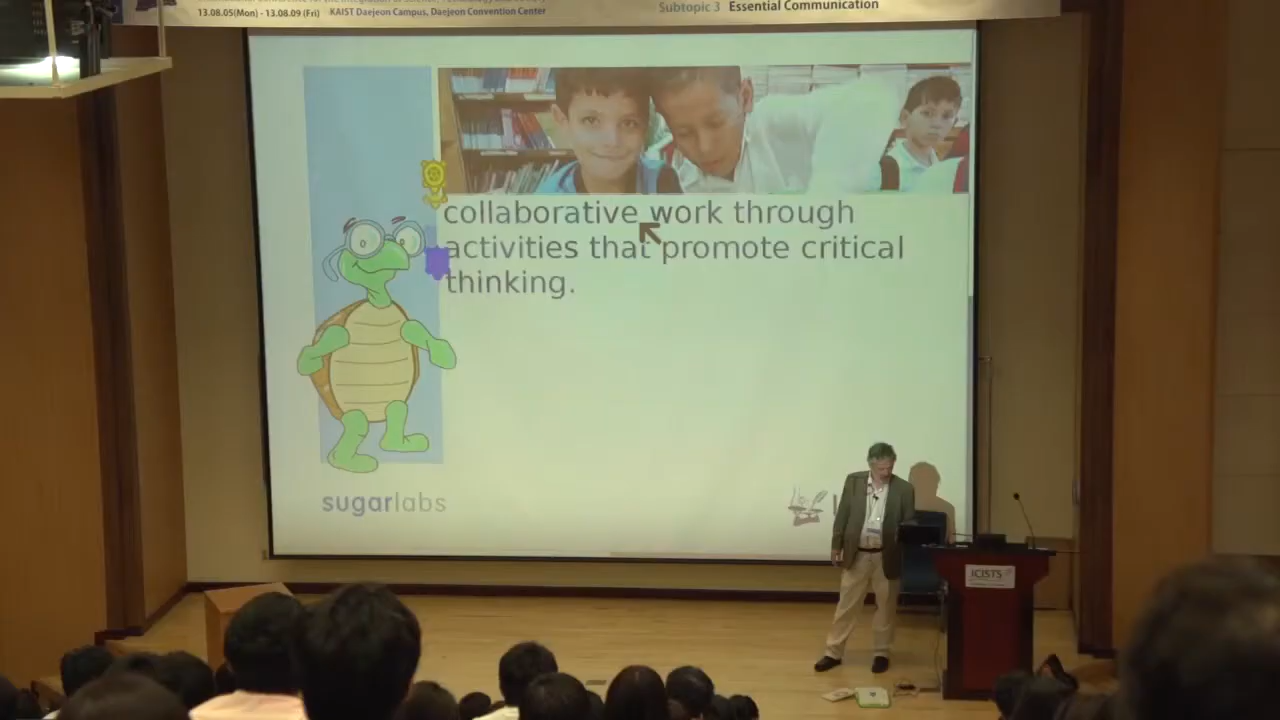 13.08.05(Mon) - 13.08.09 (Fri) KAIST Daejeon Campus, Daejeon Convention Center
Subtopic 3 Essential Communication
collaborative work through
activities that promote critical
thinking.
sugarlabs
ICISTS